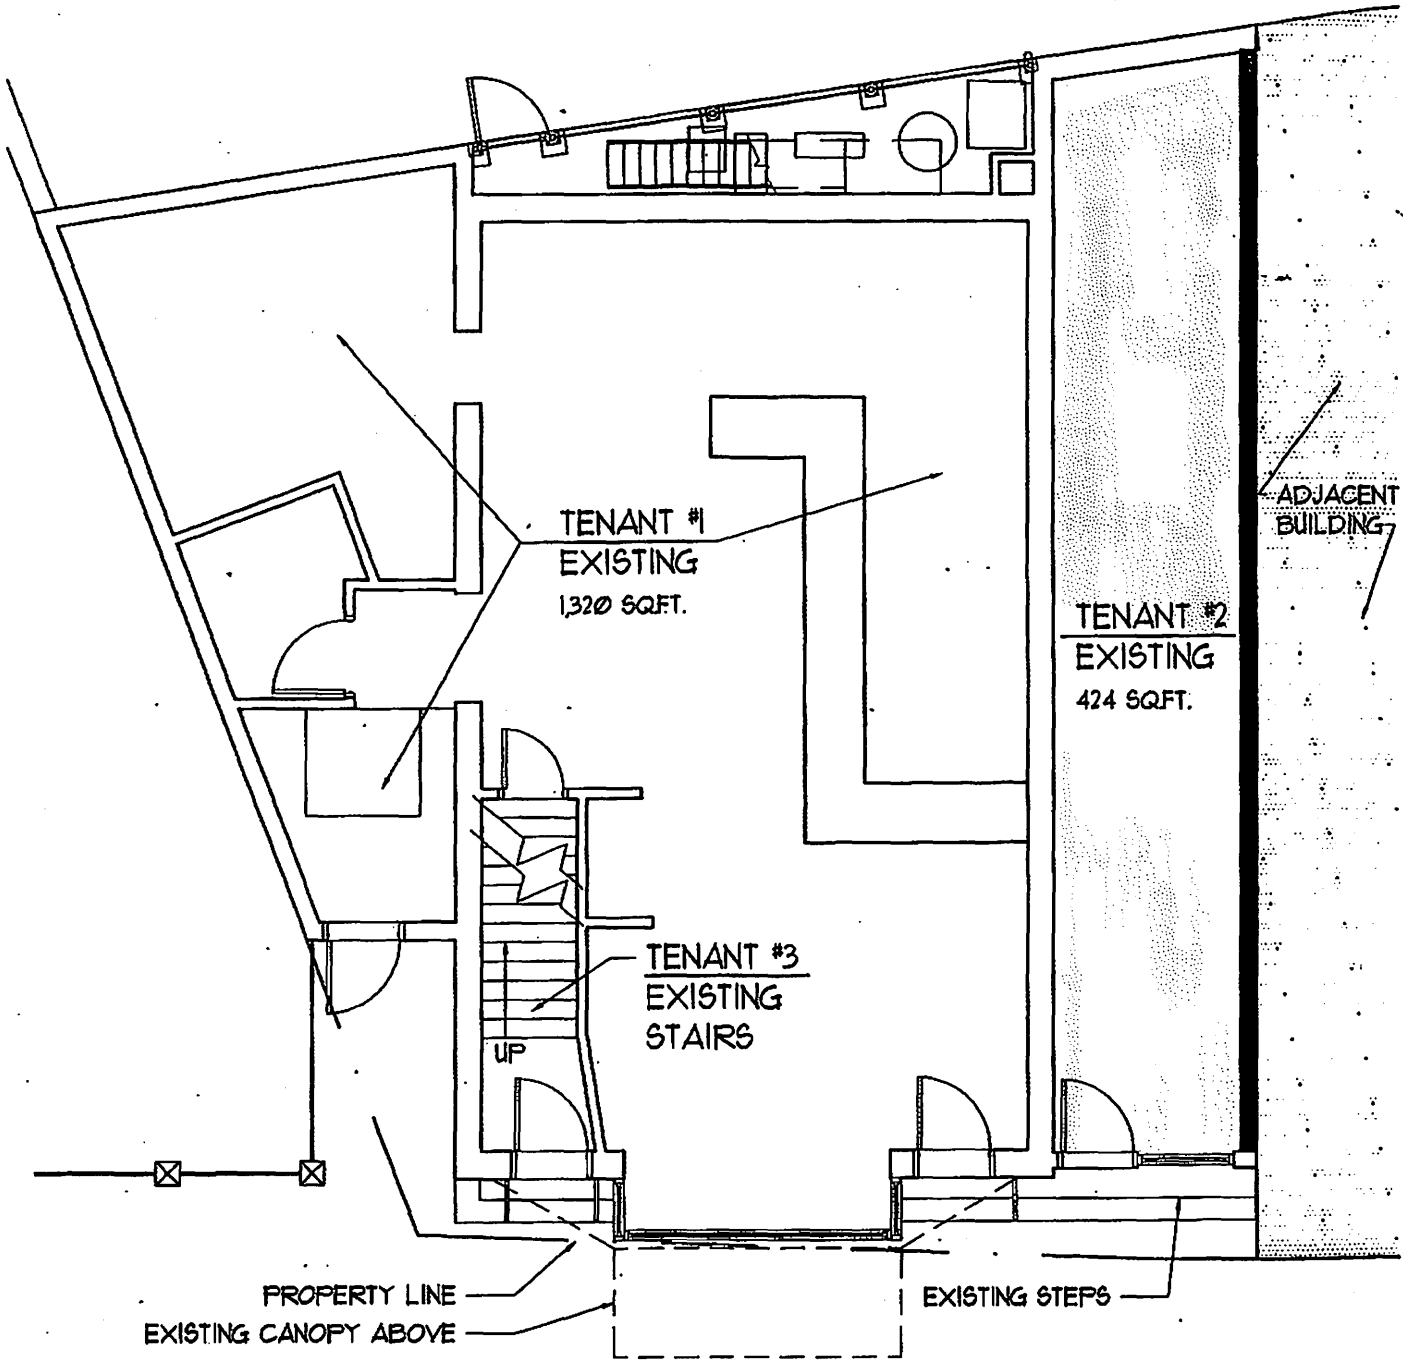 TENANT #1
EXISTING
1,320 SQ.FT.
ADJACENT
BUILDING
TENANT #2
EXISTING
424 SQ.FT.
TENANT #3
EXISTING
STAIRS
UP
PROPERTY LINE
EXISTING CANOPY ABOVE
EXISTING STEPS